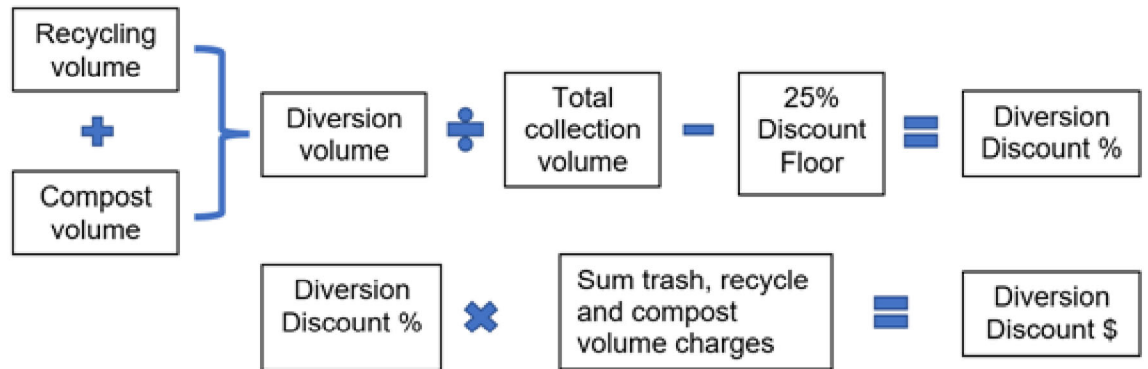 Recycling
volume
+
Compost
volume
Diversion
volume
÷
Total
collection
volume
−
25%
Discount
Floor
=
Diversion
Discount %
Diversion
Discount %
×
Sum trash, recycle
and compost
volume charges
=
Diversion
Discount $